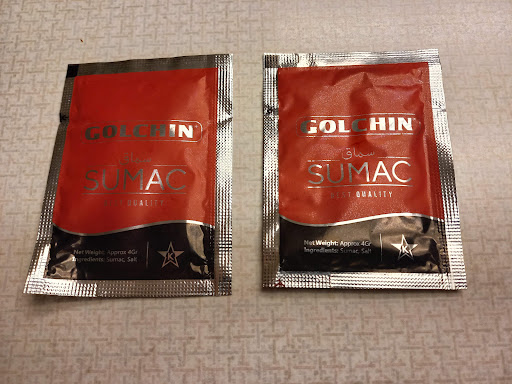 GOLCHIN
سماق
SUMAC
BEST QUALITY
Net Weight: Approx 4Gr
Ingredients: Sumac, Salt
K
GOLCHIN
سماق
SUMAC
BEST QUALITY
Net Weight: Approx 4Gr
Ingredients: Sumac, Salt
K